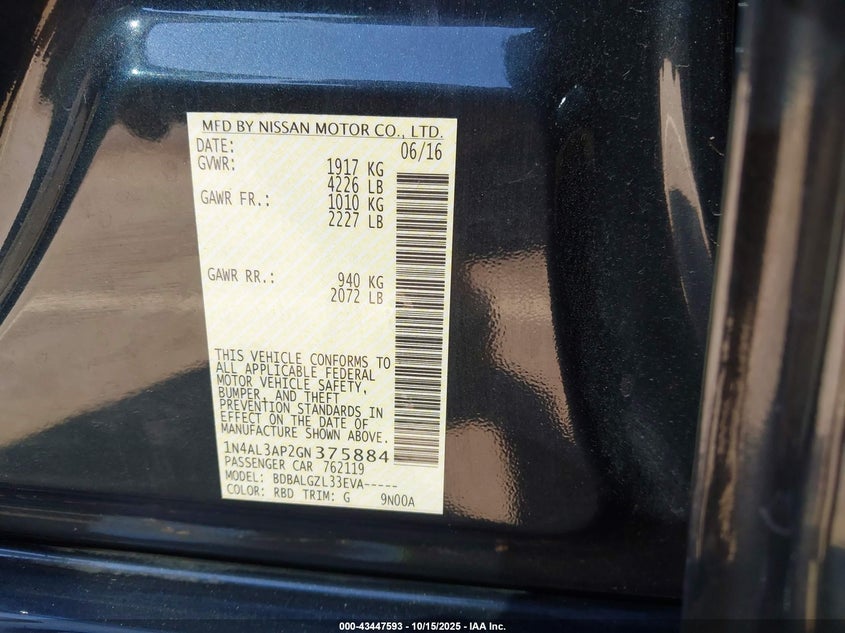 MFD BY NISSAN MOTOR CO., LTD.
DATE: 06/16
GVWR: 1917 KG
4226 LB
GAWR FR.: 1010 KG
2227 LB
GAWR RR.: 940 KG
2072 LB
THIS VEHICLE CONFORMS TO
ALL APPLICABLE FEDERAL
MOTOR VEHICLE SAFETY,
BUMPER, AND THEFT
PREVENTION STANDARDS IN
EFFECT ON THE DATE OF
MANUFACTURE SHOWN ABOVE.
1N4AL3AP2GN375884
PASSENGER CAR 762119
MODEL: BDBALGZL33EVA-----
COLOR: RBD TRIM: G 9N00A
000-43447593 - 10/15/2025 - IAA Inc.